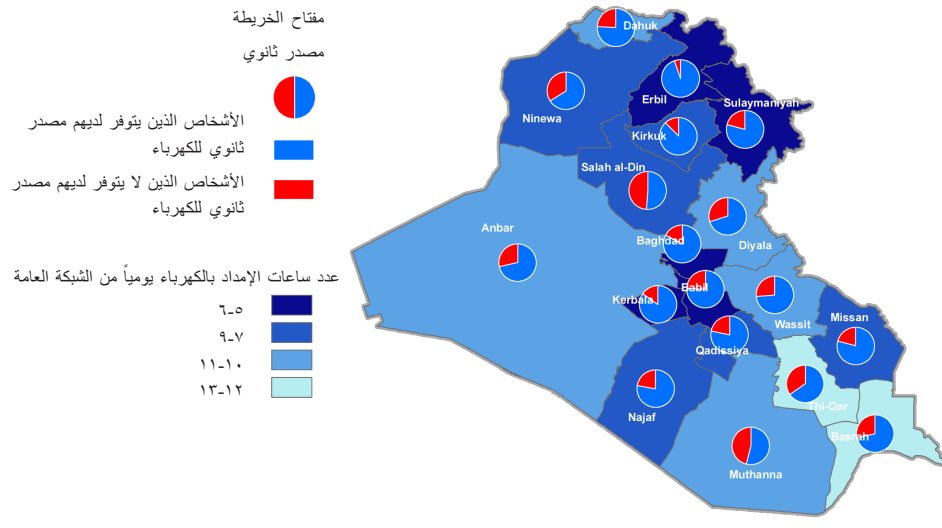 مفتاح الخريطة
مصدر ثانوي
الأشخاص الذين يتوفر لديهم مصدر
ثانوي للكهرباء
الأشخاص الذين لا يتوفر لديهم مصدر
ثانوي للكهرباء
عدد ساعات الإمداد بالكهرباء يومياً من الشبكة العامة
٥-٦
٧-٩
١٠-١١
١٢-١٣
Dahuk
Erbil
Ninewa
Sulaymaniyah
Kirkuk
Salah al-Din
Anbar
Baghdad
Diyala
Babil
Kerbala
Wassit
Missan
Qadissiya
Najaf
Thi-Qar
Basrah
Muthanna